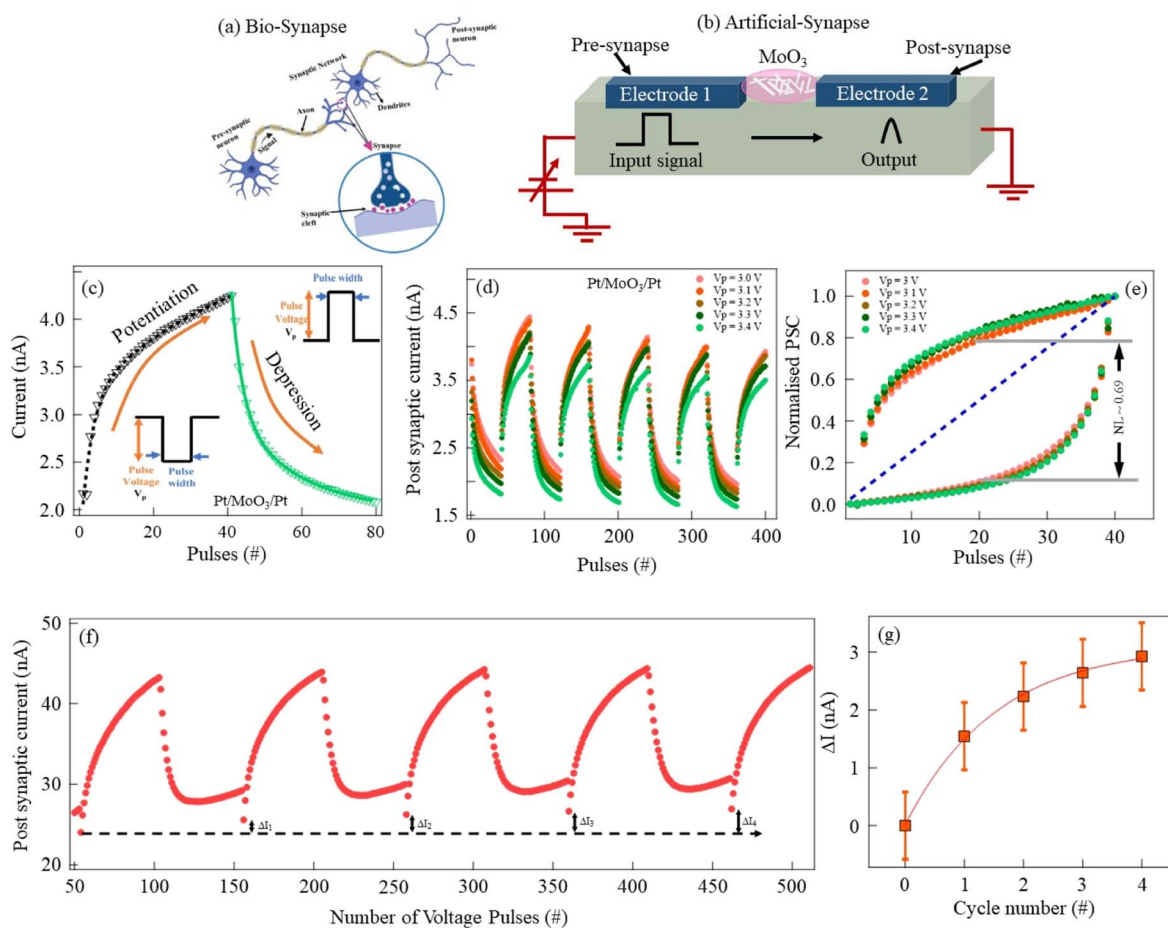 (a) Bio-Synapse
Post-synaptic
neuron
Synaptic Network
Dendrites
Axon
Pre-synaptic
neuron
Signal
Synapse
Synaptic
cleft
(b) Artificial-Synapse
Pre-synapse
MoO₃
Post-synapse
Electrode 1
Electrode 2
Input signal
Output
(c)
Potentiation
Pulse width
Pulse
Voltage
Vₚ
Depression
Pulse
Voltage
Vₚ
Pulse
width
Pt/MoO₃/Pt
Current (nA)
4.0
3.5
3.0
2.5
2.0
0
20
40
60
80
Pulses (#)
(d)
Pt/MoO₃/Pt
Vp = 3.0 V
Vp = 3.1 V
Vp = 3.2 V
Vp = 3.3 V
Vp = 3.4 V
Post synaptic current (nA)
4.5
3.5
2.5
1.5
0
100
200
300
400
Pulses (#)
(e)
Vp = 3 V
Vp = 3.1 V
Vp = 3.2 V
Vp = 3.3 V
Vp = 3.4 V
NL ~ 0.69
Normalised PSC
1.0
0.8
0.6
0.4
0.2
0.0
10
20
30
40
Pulses (#)
(f)
Post synaptic current (nA)
50
40
30
20
ΔI₁
ΔI₂
ΔI₃
ΔI₄
50
100
150
200
250
300
350
400
450
500
Number of Voltage Pulses (#)
(g)
ΔI (nA)
3
2
1
0
0
1
2
3
4
Cycle number (#)